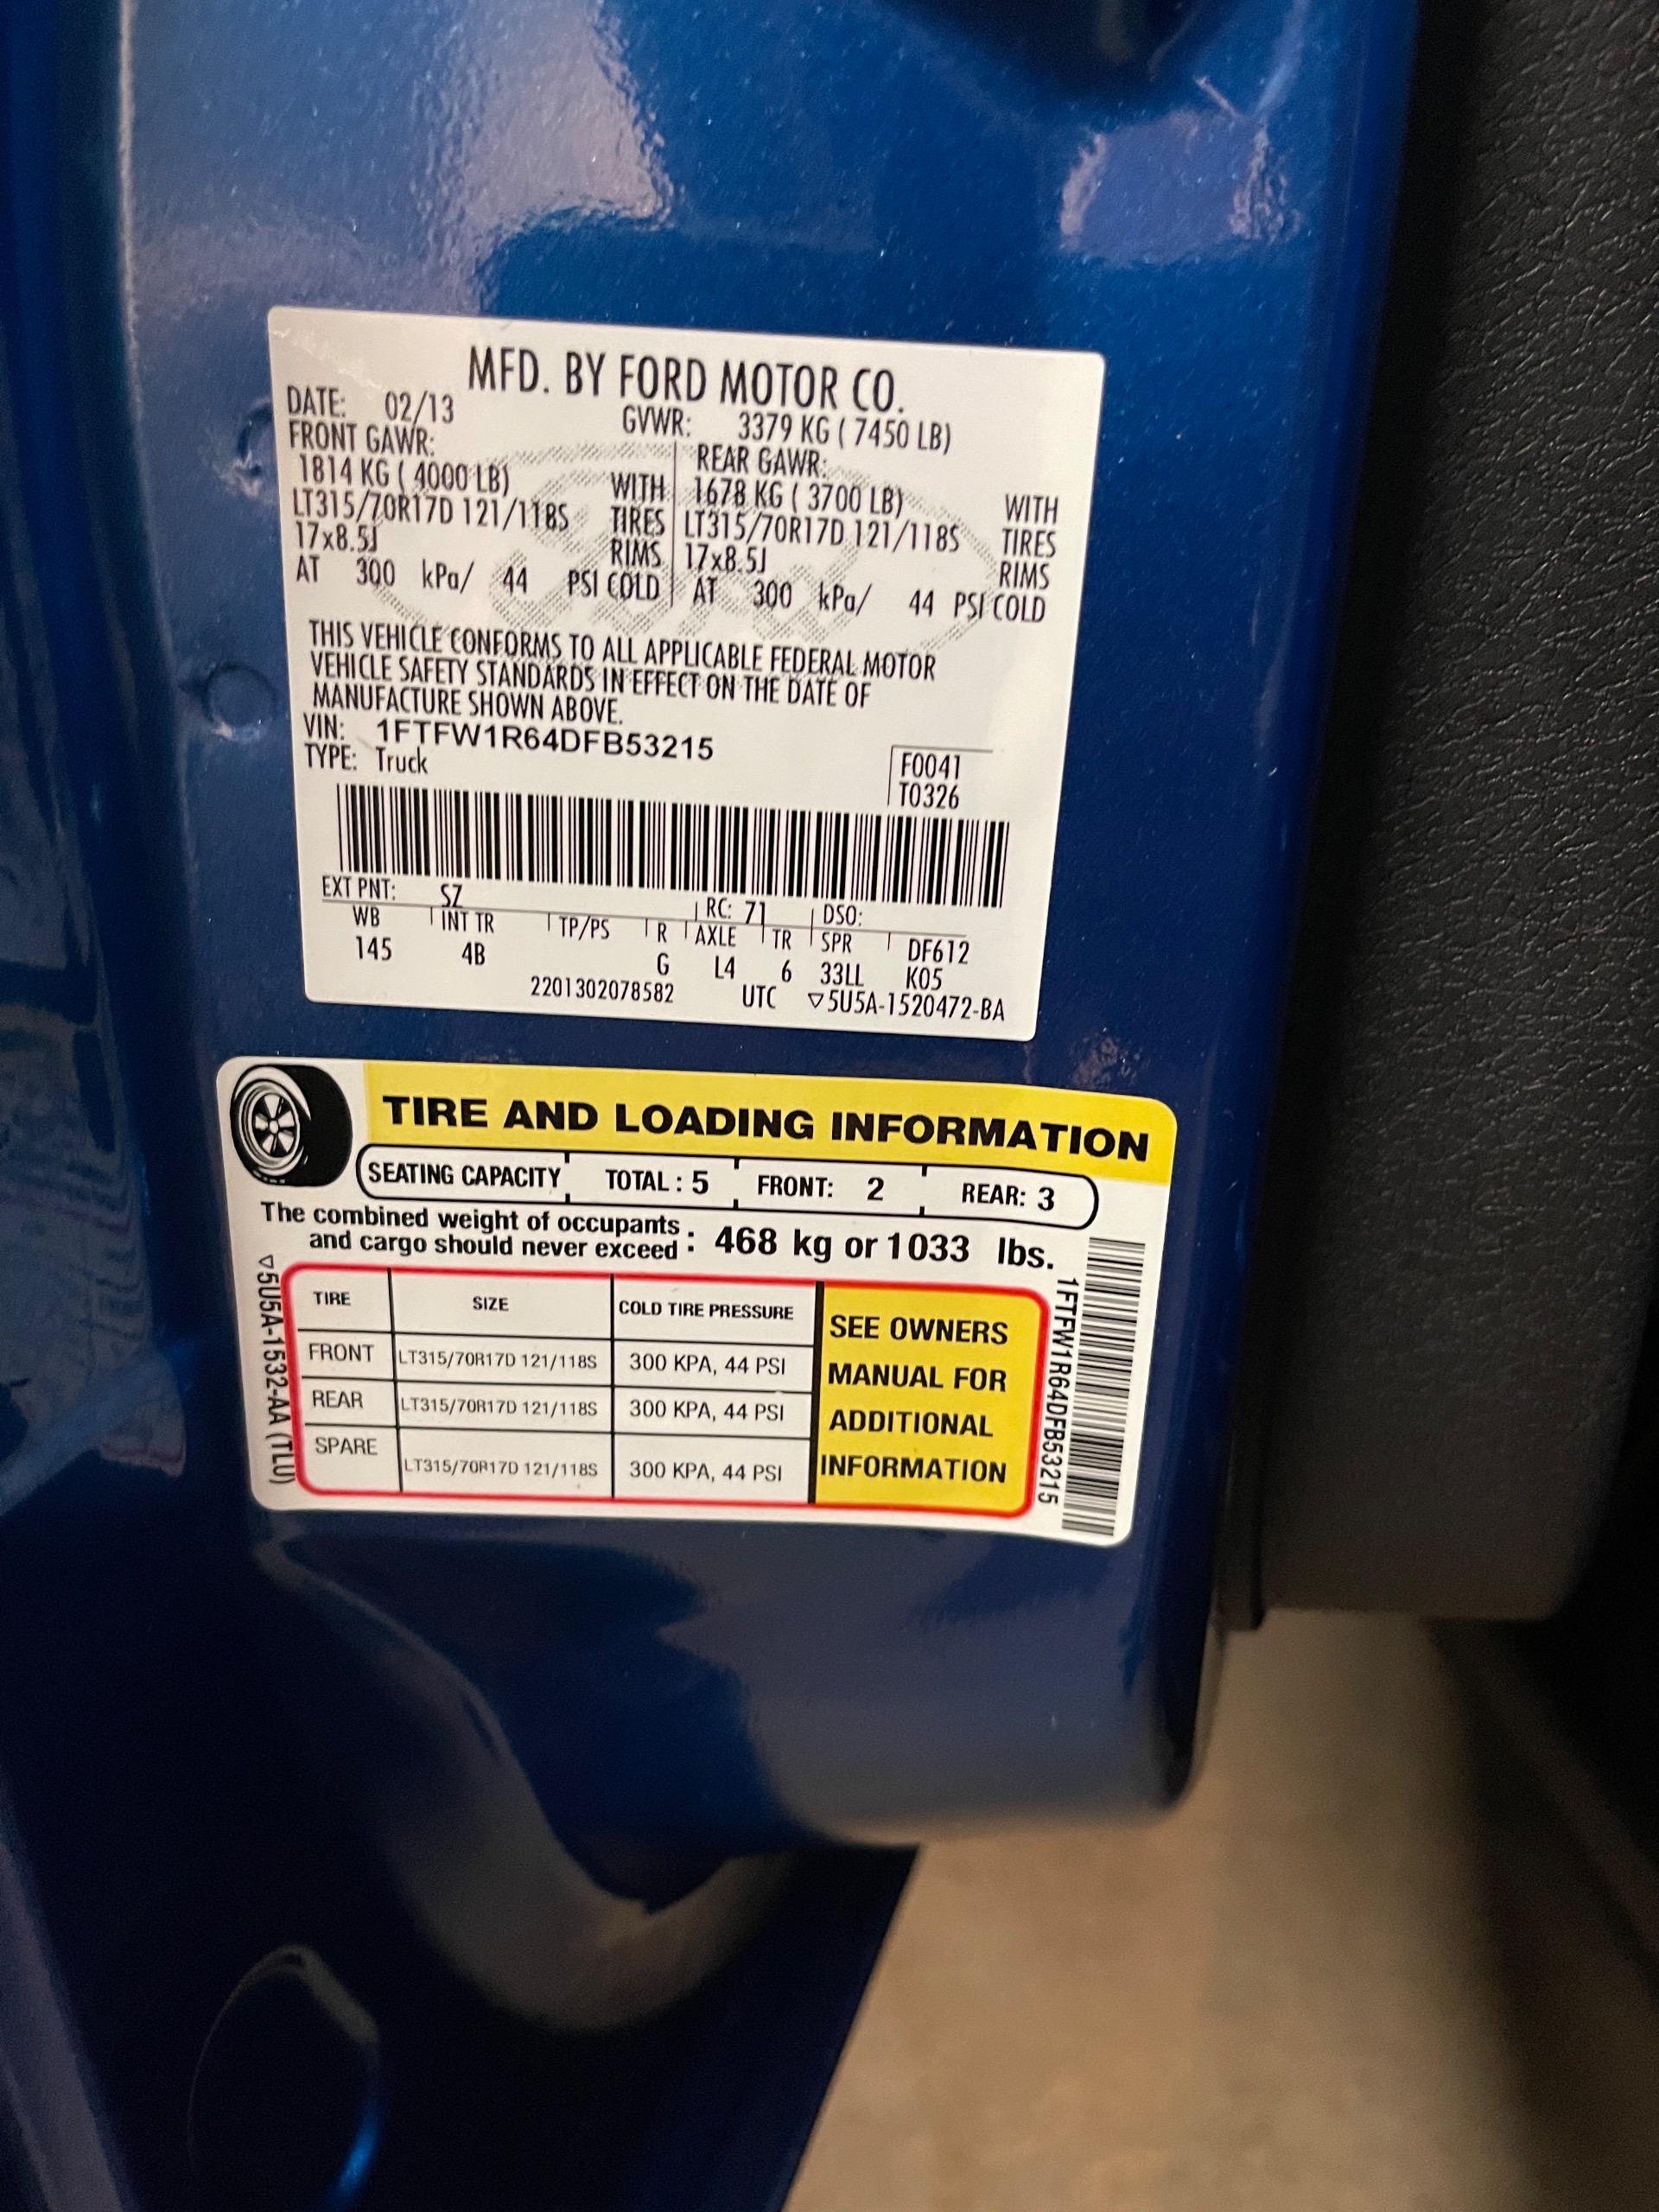 MFD. BY FORD MOTOR CO.
DATE: 02/13 GVWR: 3379 KG ( 7450 LB)
FRONT GAWR: REAR GAWR:
1814 KG ( 4000 LB) WITH 1678 KG ( 3700 LB) WITH
LT315/70R17D 121/118S TIRES LT315/70R17D 121/118S TIRES
17x8.5J RIMS 17x8.5J RIMS
AT 300 kPa/ 44 PSI COLD AT 300 kPa/ 44 PSI COLD
THIS VEHICLE CONFORMS TO ALL APPLICABLE FEDERAL MOTOR
VEHICLE SAFETY STANDARDS IN EFFECT ON THE DATE OF
MANUFACTURE SHOWN ABOVE.
VIN: 1FTFW1R64DFB53215
TYPE: Truck F0041
T0326
EXT PNT: SZ RC: 71 DSO:
WB INT TR TP/PS R AXLE TR SPR DF612
145 4B G L4 6 33LL K05
2201302078582 UTC ▽5U5A-1520472-BA
TIRE AND LOADING INFORMATION
SEATING CAPACITY TOTAL : 5 FRONT: 2 REAR: 3
The combined weight of occupants
and cargo should never exceed : 468 kg or 1033 lbs.
TIRE SIZE COLD TIRE PRESSURE
FRONT LT315/70R17D 121/118S 300 KPA, 44 PSI
REAR LT315/70R17D 121/118S 300 KPA, 44 PSI
SPARE LT315/70R17D 121/118S 300 KPA, 44 PSI
SEE OWNERS
MANUAL FOR
ADDITIONAL
INFORMATION
▽5U5A-1532-AA (TLU)
1FTFW1R64DFB53215